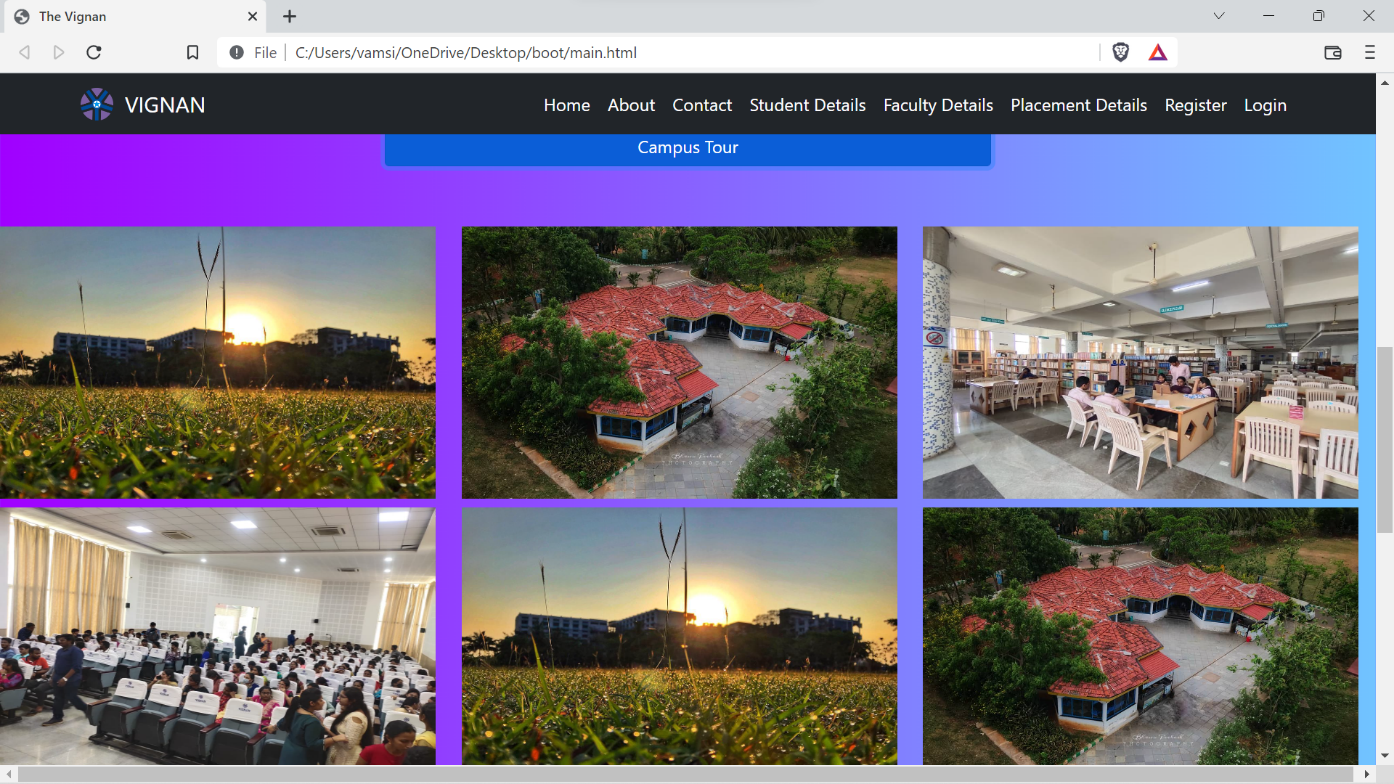 The Vignan
File C:/Users/vamsi/OneDrive/Desktop/boot/main.html
VIGNAN Home About Contact Student Details Faculty Details Placement Details Register Login
Campus Tour